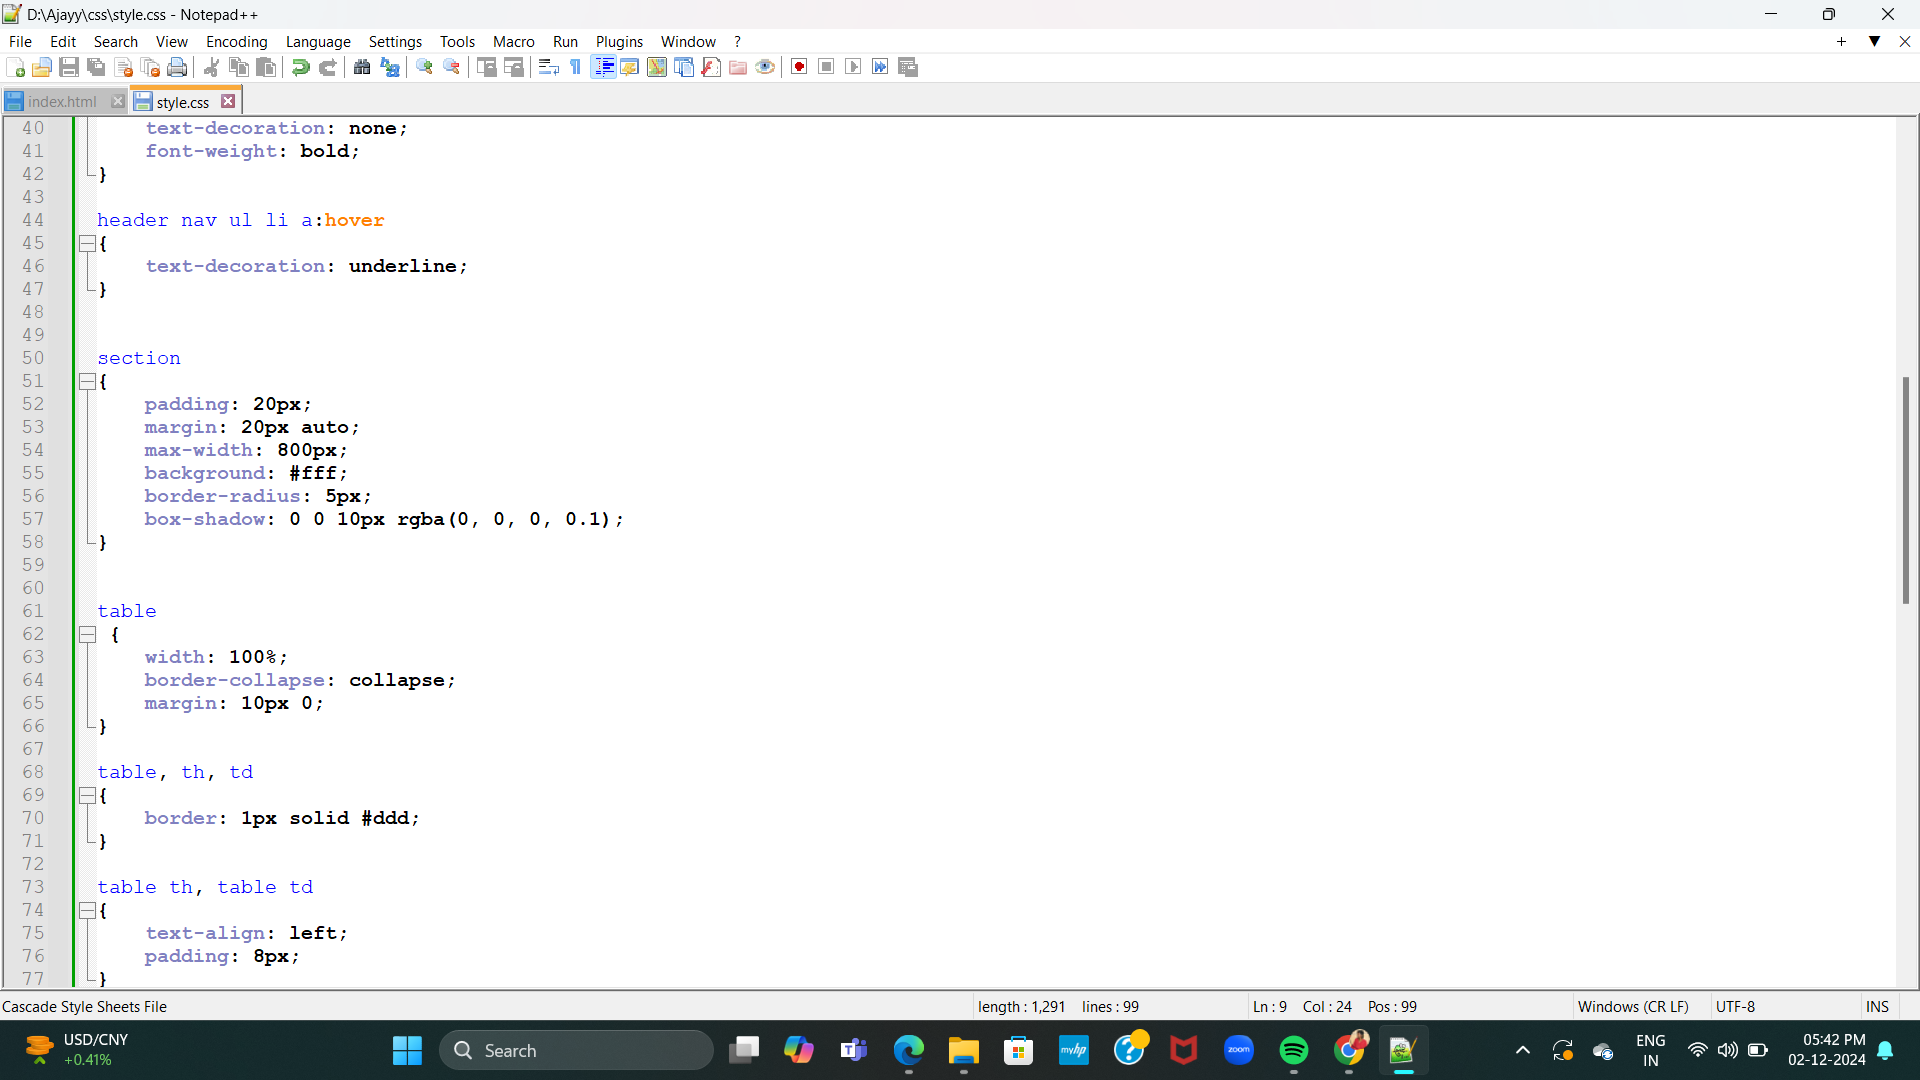 D:\Ajayy\css\style.css - Notepad++
File Edit Search View Encoding Language Settings Tools Macro Run Plugins Window ?
index.html style.css
40 text-decoration: none;
41 font-weight: bold;
42 }
43
44 header nav ul li a:hover
45 {
46 text-decoration: underline;
47 }
48
49
50 section
51 {
52 padding: 20px;
53 margin: 20px auto;
54 max-width: 800px;
55 background: #fff;
56 border-radius: 5px;
57 box-shadow: 0 0 10px rgba(0, 0, 0, 0.1);
58 }
59
60
61 table
62 {
63 width: 100%;
64 border-collapse: collapse;
65 margin: 10px 0;
66 }
67
68 table, th, td
69 {
70 border: 1px solid #ddd;
71 }
72
73 table th, table td
74 {
75 text-align: left;
76 padding: 8px;
77 }
Cascade Style Sheets File length : 1,291 lines : 99 Ln : 9 Col : 24 Pos : 99 Windows (CR LF) UTF-8 INS
USD/CNY
+0.41%
Search
myhp
zoom
ENG
IN
05:42 PM
02-12-2024